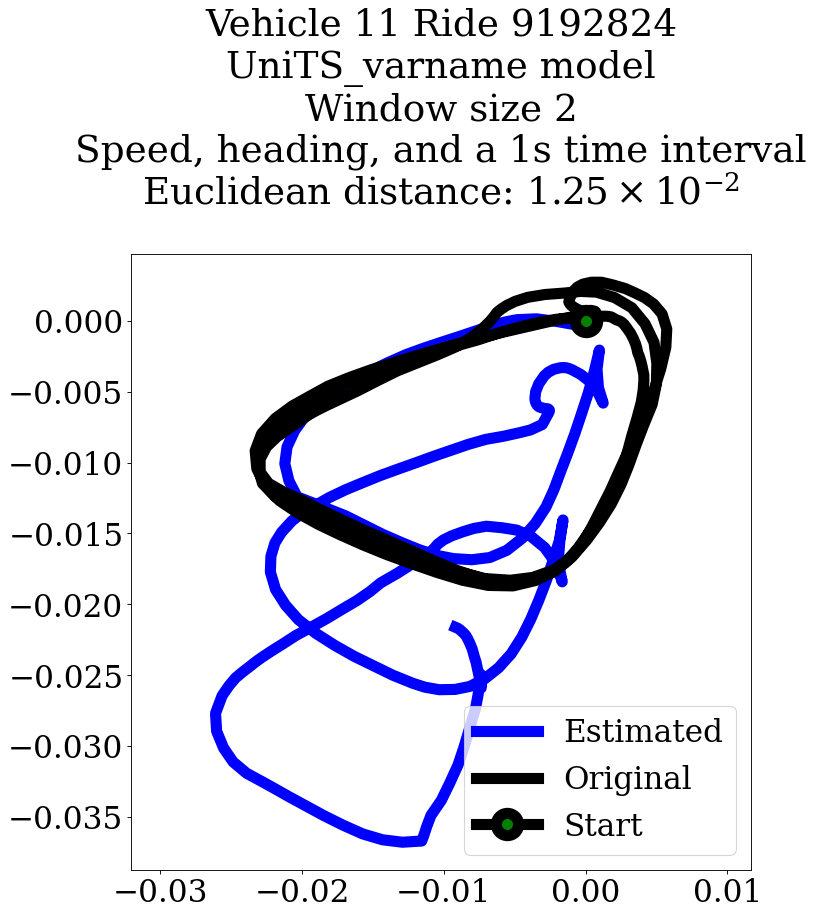 Vehicle 11 Ride 9192824
UniTS_varname model
Window size 2
Speed, heading, and a 1s time interval
Euclidean distance: 1.25 × 10⁻²
0.000
−0.005
−0.010
−0.015
−0.020
−0.025
−0.030
−0.035
Estimated
Original
Start
−0.03 −0.02 −0.01 0.00 0.01